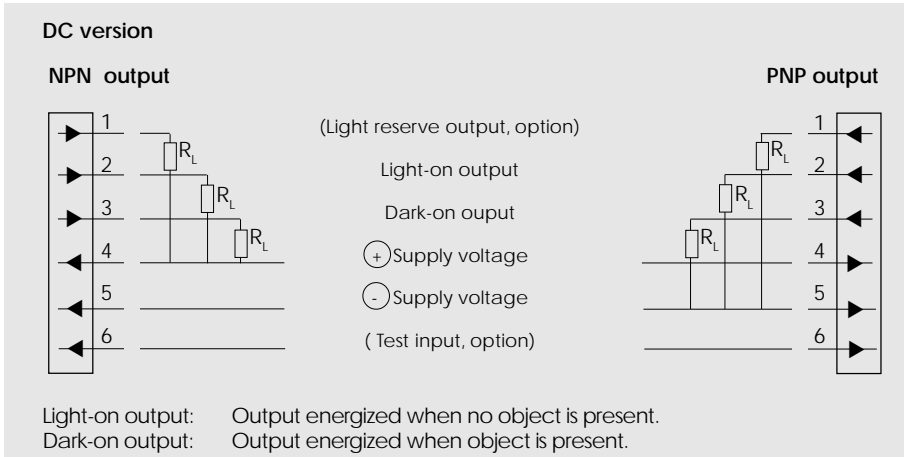 DC version
NPN output PNP output
1 (Light reserve output, option) 1
R_L R_L
2 Light-on output 2
R_L R_L
3 Dark-on ouput 3
R_L R_L
4 + Supply voltage 4
5 - Supply voltage 5
6 ( Test input, option) 6
Light-on output: Output energized when no object is present.
Dark-on output: Output energized when object is present.